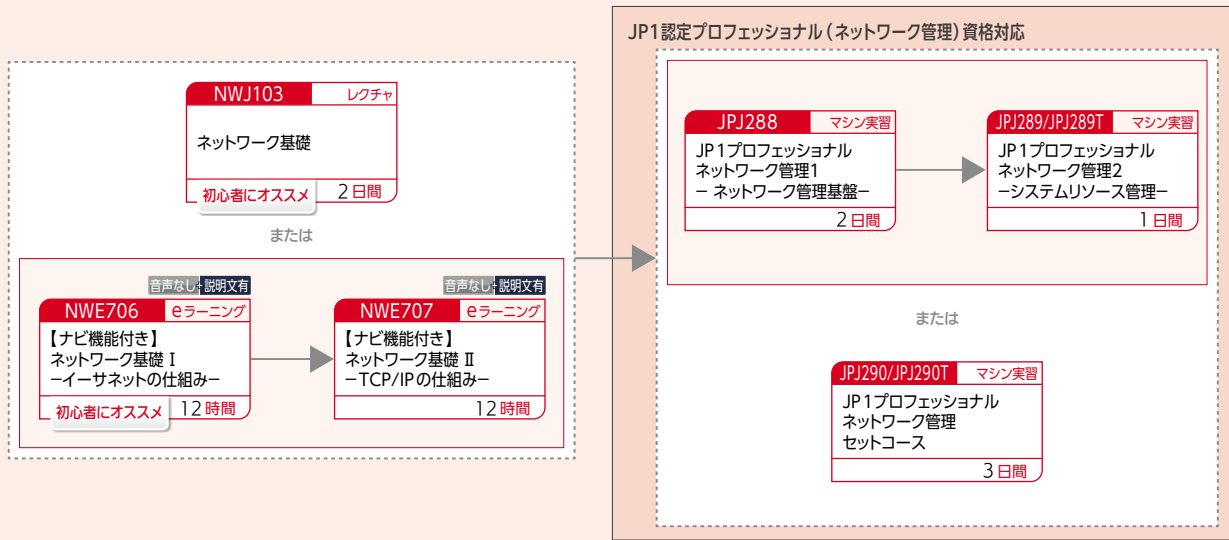 JP1認定プロフェッショナル(ネットワーク管理)資格対応
NWJ103 レクチャ
ネットワーク基礎
初心者にオススメ 2日間
または
音声なし+説明文有
NWE706 eラーニング
【ナビ機能付き】
ネットワーク基礎 Ⅰ
−イーサネットの仕組み−
初心者にオススメ 12時間
音声なし+説明文有
NWE707 eラーニング
【ナビ機能付き】
ネットワーク基礎 Ⅱ
−TCP/IPの仕組み−
12時間
JPJ288 マシン実習
JP1プロフェッショナル
ネットワーク管理1
− ネットワーク管理基盤−
2日間
JPJ289/JPJ289T マシン実習
JP1プロフェッショナル
ネットワーク管理2
−システムリソース管理−
1日間
または
JPJ290/JPJ290T マシン実習
JP1プロフェッショナル
ネットワーク管理
セットコース
3日間